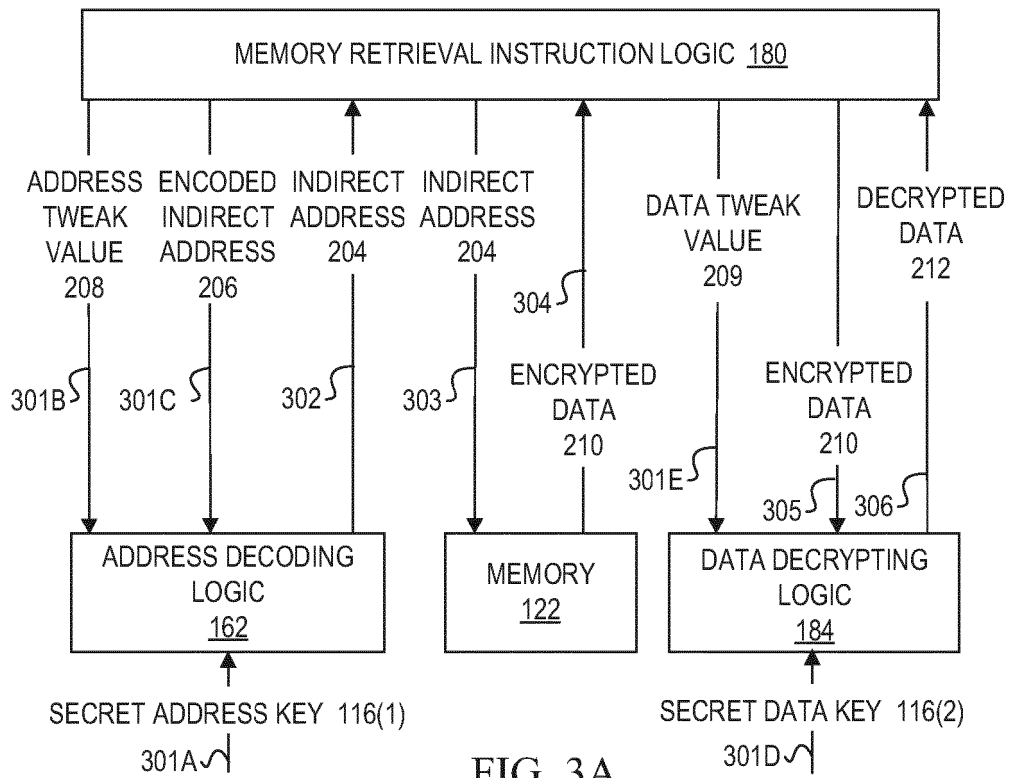 MEMORY RETRIEVAL INSTRUCTION LOGIC 180
ADDRESS
TWEAK
VALUE
208
ENCODED
INDIRECT
ADDRESS
206
INDIRECT
ADDRESS
204
INDIRECT
ADDRESS
204
304
ENCRYPTED
DATA
210
DATA TWEAK
VALUE
209
ENCRYPTED
DATA
210
DECRYPTED
DATA
212
301B
301C
302
303
301E
305
306
ADDRESS DECODING
LOGIC
162
MEMORY
122
DATA DECRYPTING
LOGIC
184
SECRET ADDRESS KEY 116(1)
301A
SECRET DATA KEY 116(2)
301D
FIG. 3A